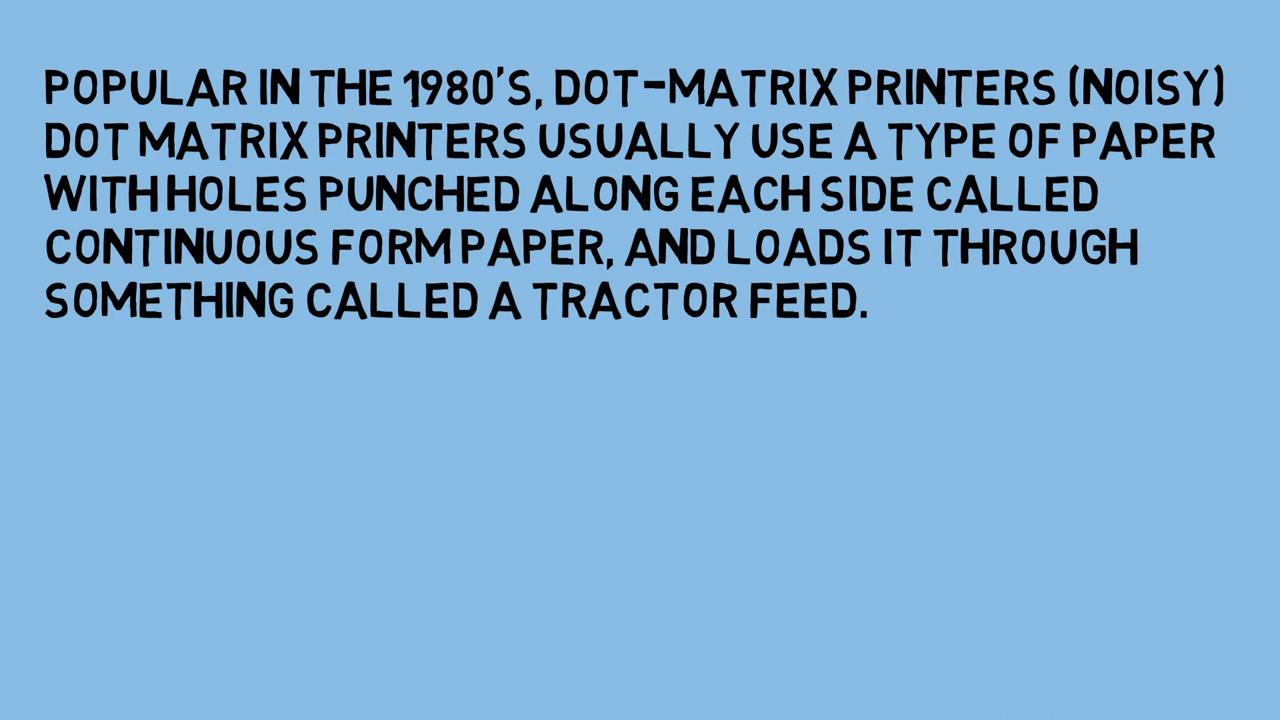 POPULAR IN THE 1980'S, DOT-MATRIX PRINTERS (NOISY)
DOT MATRIX PRINTERS USUALLY USE A TYPE OF PAPER
WITH HOLES PUNCHED ALONG EACH SIDE CALLED
CONTINUOUS FORM PAPER, AND LOADS IT THROUGH
SOMETHING CALLED A TRACTOR FEED.